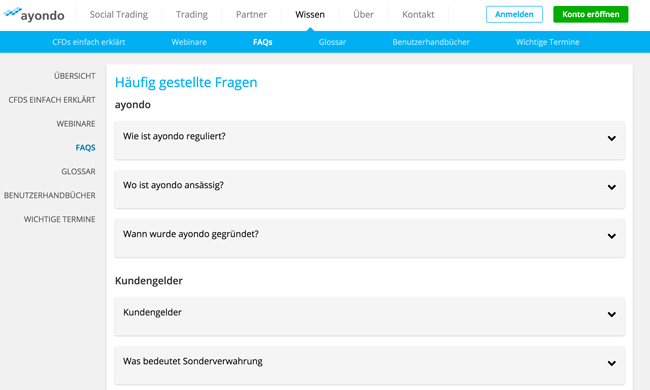 ayondo
Social Trading
Trading
Partner
Wissen
Über
Kontakt
Anmelden
Konto eröffnen
CFDs einfach erklärt
Webinare
FAQs
Glossar
Benutzerhandbücher
Wichtige Termine
ÜBERSICHT
CFDS EINFACH ERKLÄRT
WEBINARE
FAQS
GLOSSAR
BENUTZERHANDBÜCHER
WICHTIGE TERMINE
Häufig gestellte Fragen
ayondo
Wie ist ayondo reguliert?
Wo ist ayondo ansässig?
Wann wurde ayondo gegründet?
Kundengelder
Kundengelder
Was bedeutet Sonderverwahrung